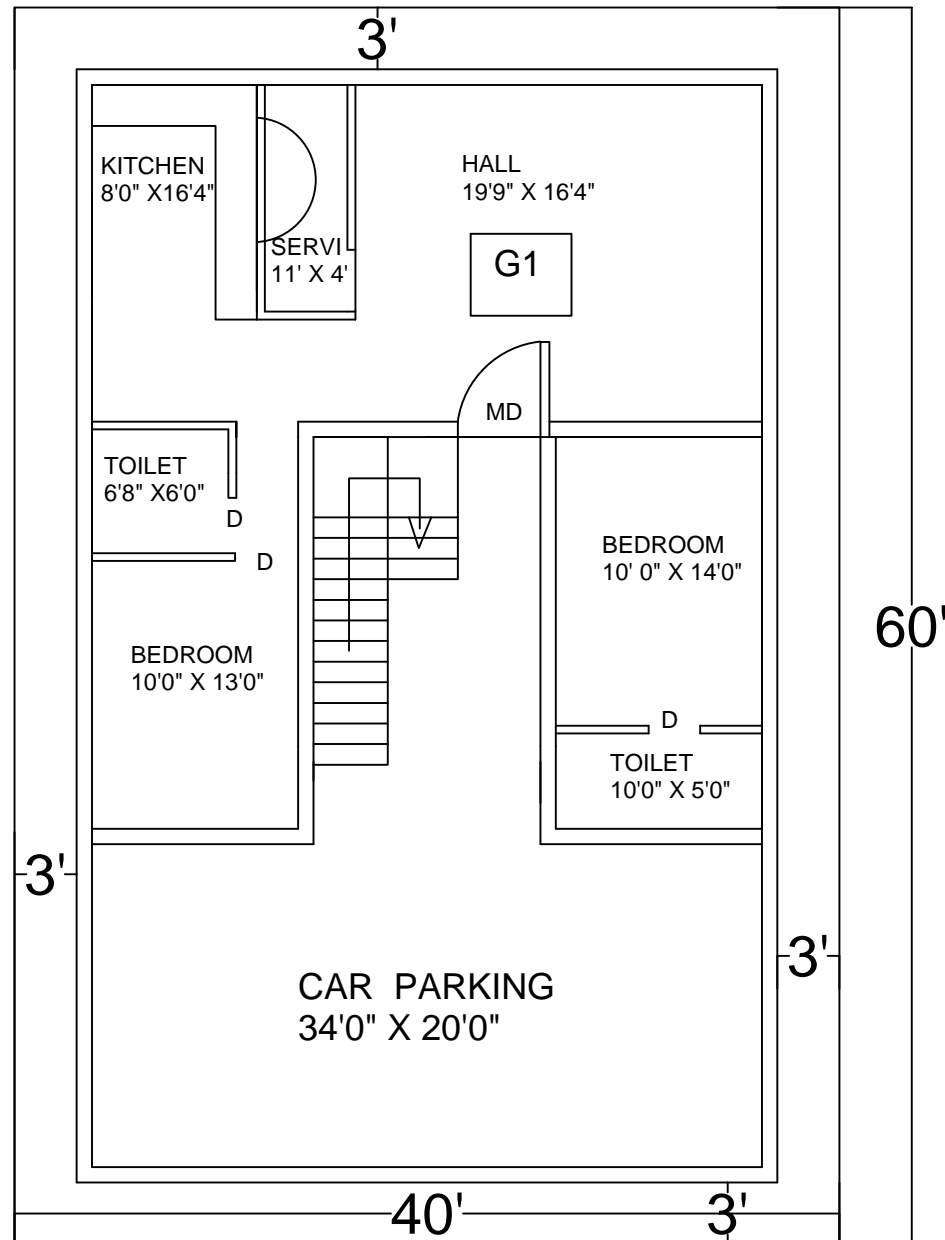 3'
KITCHEN
8'0" X16'4"
HALL
19'9" X 16'4"
SERVI
11' X 4'
G1
MD
TOILET
6'8" X6'0"
D
D
BEDROOM
10' 0" X 14'0"
60'
BEDROOM
10'0" X 13'0"
D
TOILET
10'0" X 5'0"
3'
3'
CAR PARKING
34'0" X 20'0"
40'
3'